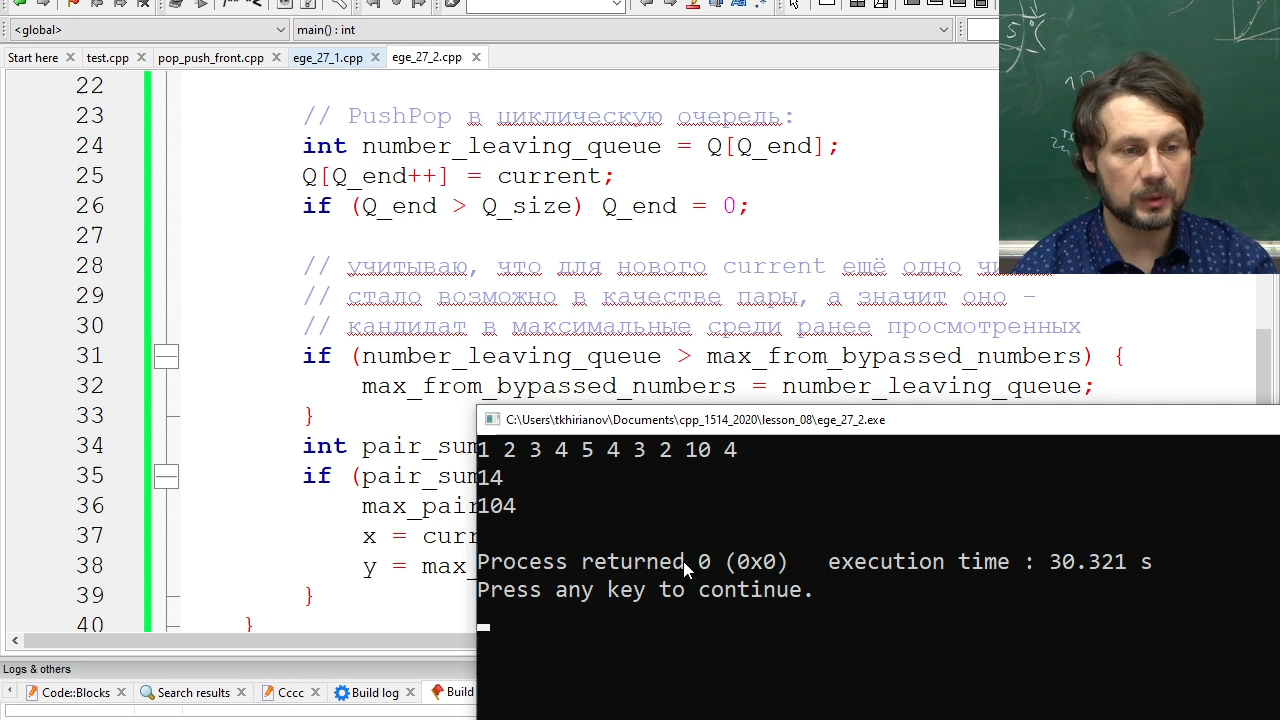 <global>
main() : int
Start here
test.cpp
pop_push_front.cpp
ege_27_1.cpp
ege_27_2.cpp
22
23 // PushPop в циклическую очередь:
24 int number_leaving_queue = Q[Q_end];
25 Q[Q_end++] = current;
26 if (Q_end > Q_size) Q_end = 0;
27
28 // учитываю, что для нового current ещё одно
29 // стало возможно в качестве пары, а значит оно -
30 // кандидат в максимальные среди ранее просмотренных
31 if (number_leaving_queue > max_from_bypassed_numbers) {
32 max_from_bypassed_numbers = number_leaving_queue;
33 }
34 int pair_sum
35 if (pair_sum
36 max_pair
37 x = curr
38 y = max_
39 }
40 }
C:\Users\tkhirianov\Documents\cpp_1514_2020\lesson_08\ege_27_2.exe
1 2 3 4 5 4 3 2 10 4
14
104
Process returned 0 (0x0)   execution time : 30.321 s
Press any key to continue.
Logs & others
Code::Blocks
Search results
Cccc
Build log
Build